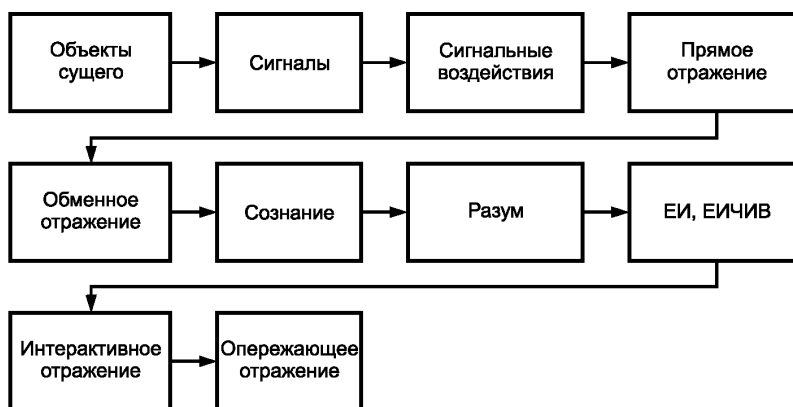 Объекты
сущего
Сигналы
Сигнальные
воздействия
Прямое
отражение
Обменное
отражение
Сознание
Разум
ЕИ, ЕИЧИВ
Интерактивное
отражение
Опережающее
отражение